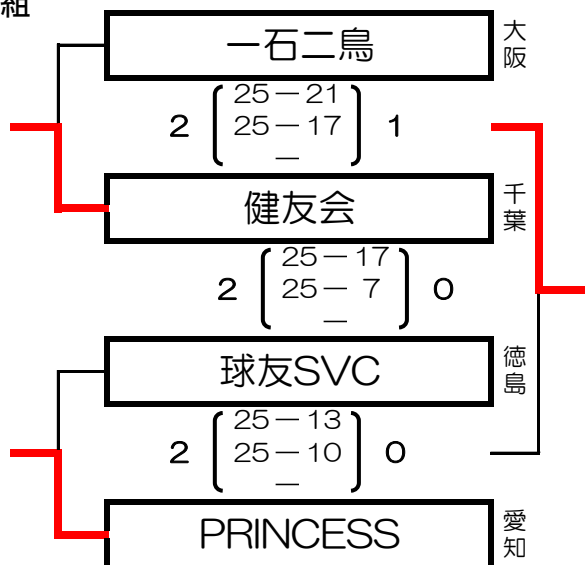 組
一石二鳥 大阪
25－21
2 25－17 1
－
健友会 千葉
25－17
2 25－ 7 0
－
球友SVC 徳島
25－13
2 25－10 0
－
PRINCESS 愛知